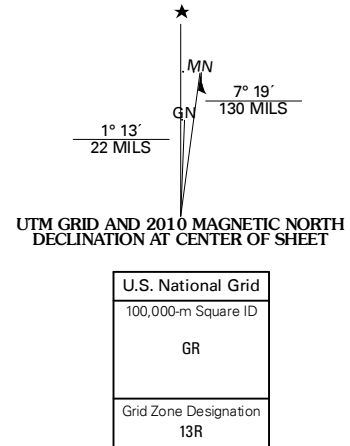 ★
MN
7° 19´
130 MILS
GN
1° 13´
22 MILS
UTM GRID AND 2010 MAGNETIC NORTH
DECLINATION AT CENTER OF SHEET
U.S. National Grid
100,000-m Square ID
GR
Grid Zone Designation
13R